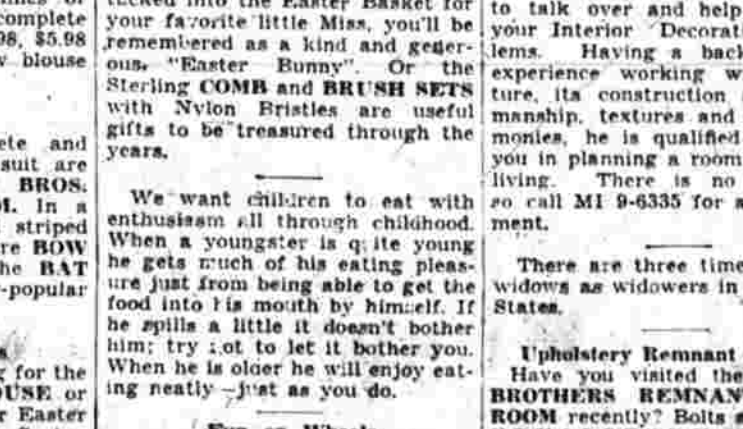 complete
98, $5.98
blouse
ete and
suit are
BROS.
In a
striped
re BOW
he BAT
-popular
for the
USE or
r Easter
tucked into the Easter Basket for
your favorite little Miss, you'll be
remembered as a kind and gener-
ous, "Easter Bunny". Or the
Sterling COMB and BRUSH SETS
with Nylon Bristles are useful
gifts to be treasured through the
years.
We want children to eat with
enthusiasm all through childhood.
When a youngster is quite young
he gets much of his eating pleas-
ure just from being able to get the
food into his mouth by himself. If
he spills a little it doesn't bother
him; try not to let it bother you.
When he is older he will enjoy eat-
ing neatly—just as you do.
to talk over and help
your Interior Decorati
lems. Having a back
experience working w
ture, its construction
manship, textures and
monies, he is qualified
you in planning a room
living. There is no
so call MI 9-6335 for a
ment.
There are three time
widows as widowers in
States.
Upholstery Remnant
Have you visited the
BROTHERS REMNAN
ROOM recently? Bolts